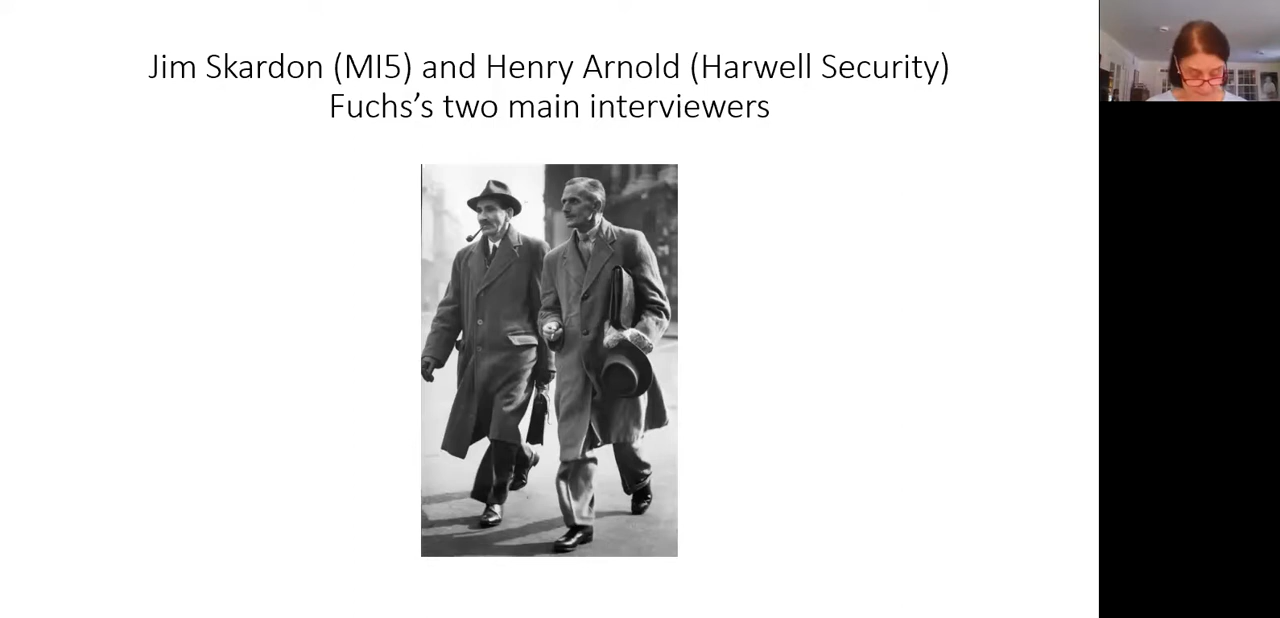 Jim Skardon (MI5) and Henry Arnold (Harwell Security)
Fuchs’s two main interviewers